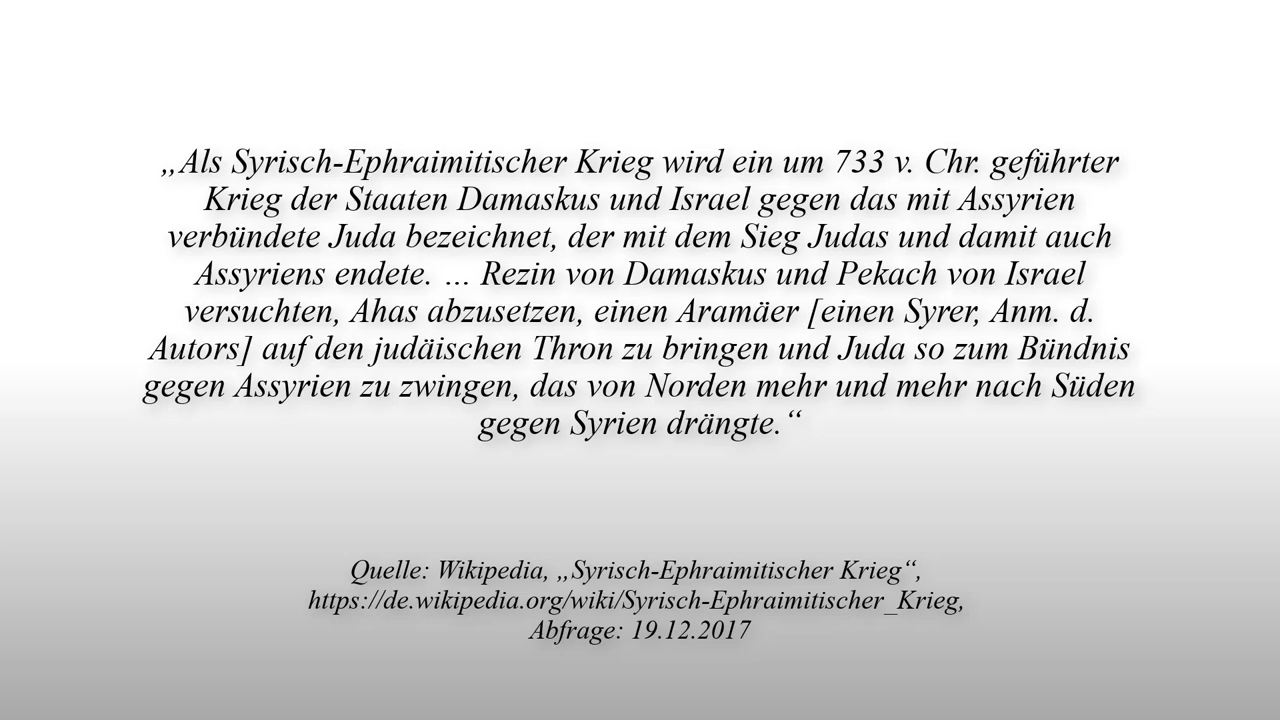 „Als Syrisch-Ephraimitischer Krieg wird ein um 733 v. Chr. geführter
Krieg der Staaten Damaskus und Israel gegen das mit Assyrien
verbündete Juda bezeichnet, der mit dem Sieg Judas und damit auch
Assyriens endete. … Rezin von Damaskus und Pekach von Israel
versuchten, Ahas abzusetzen, einen Aramäer [einen Syrer, Anm. d.
Autors] auf den judäischen Thron zu bringen und Juda so zum Bündnis
gegen Assyrien zu zwingen, das von Norden mehr und mehr nach Süden
gegen Syrien drängte.“
Quelle: Wikipedia, „Syrisch-Ephraimitischer Krieg“,
https://de.wikipedia.org/wiki/Syrisch-Ephraimitischer_Krieg,
Abfrage: 19.12.2017